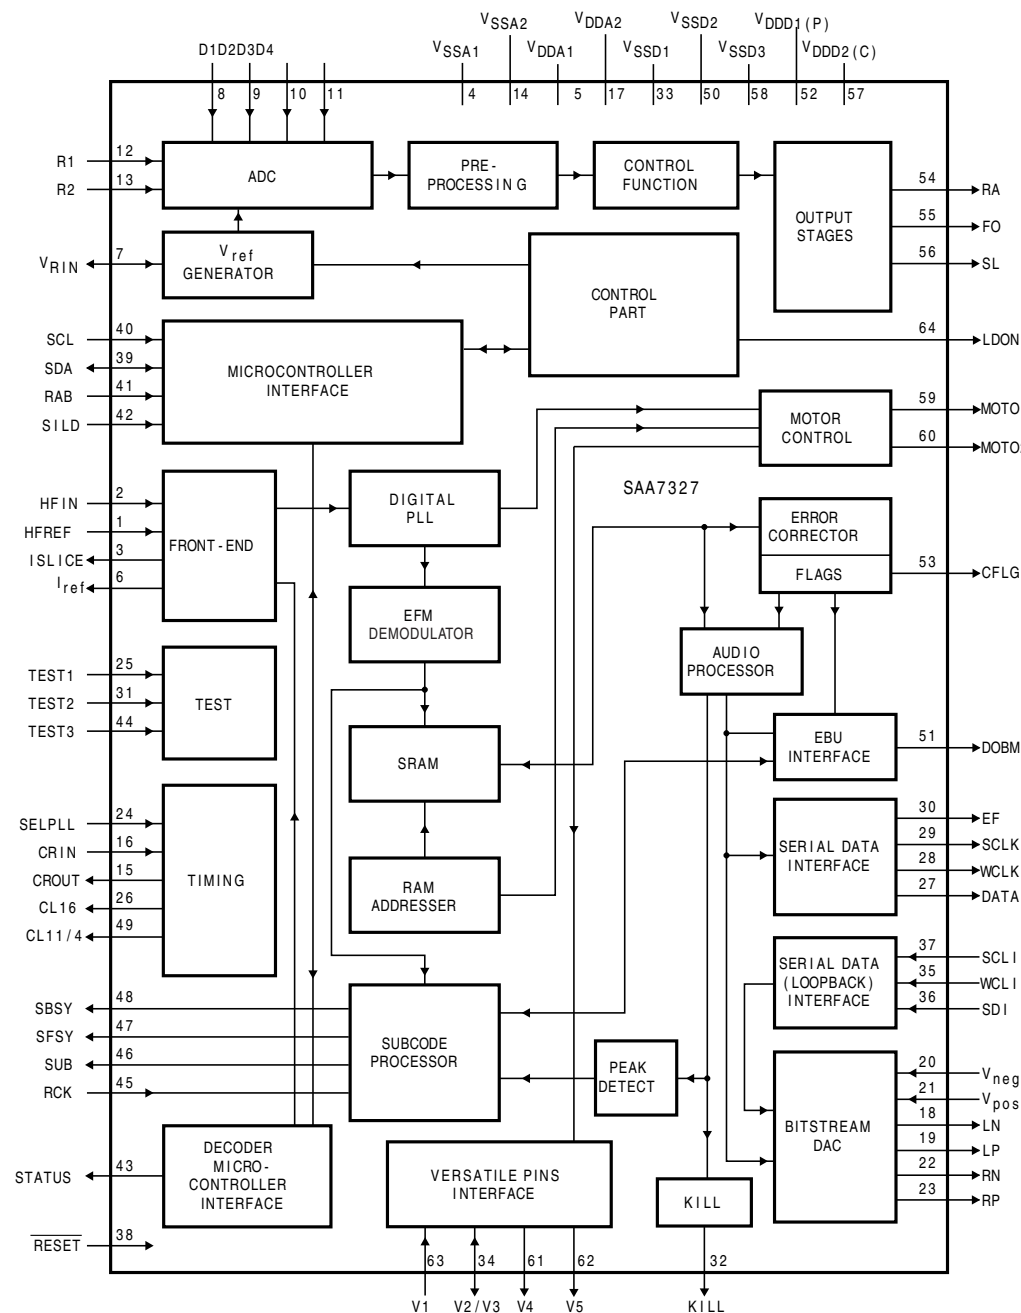 VSSA2 VDDA2 VSSD2 VDDD1(P)
VSSA1 VDDA1 VSSD1 VSSD3 VDDD2(C)
D1D2D3D4
8 9 10 11 4 14 5 17 33 50 58 52 57
R1 12
R2 13
ADC
PRE-
PROCESSING
CONTROL
FUNCTION
OUTPUT
STAGES
54 RA
55 FO
56 SL
VRIN 7
Vref
GENERATOR
CONTROL
PART
64 LDON
SCL 40
SDA 39
RAB 41
SILD 42
MICROCONTROLLER
INTERFACE
MOTOR
CONTROL
59 MOTO
60 MOTO
SAA7327
HFIN 2
HFREF 1
ISLICE 3
Iref 6
FRONT-END
DIGITAL
PLL
ERROR
CORRECTOR
FLAGS
53 CFLG
EFM
DEMODULATOR
AUDIO
PROCESSOR
TEST1 25
TEST2 31
TEST3 44
TEST
SRAM
EBU
INTERFACE
51 DOBM
SELPLL 24
CRIN 16
CROUT 15
CL16 26
CL11/4 49
TIMING
RAM
ADDRESSER
SERIAL DATA
INTERFACE
30 EF
29 SCLK
28 WCLK
27 DATA
SERIAL DATA
(LOOPBACK)
INTERFACE
37 SCLI
35 WCLI
36 SDI
SBSY 48
SFSY 47
SUB 46
RCK 45
SUBCODE
PROCESSOR
PEAK
DETECT
BITSTREAM
DAC
20 Vneg
21 Vpos
18 LN
19 LP
22 RN
23 RP
STATUS 43
DECODER
MICRO-
CONTROLLER
INTERFACE
VERSATILE PINS
INTERFACE
KILL
RESET 38
63 34 61 62 32
V1 V2/V3 V4 V5 KILL